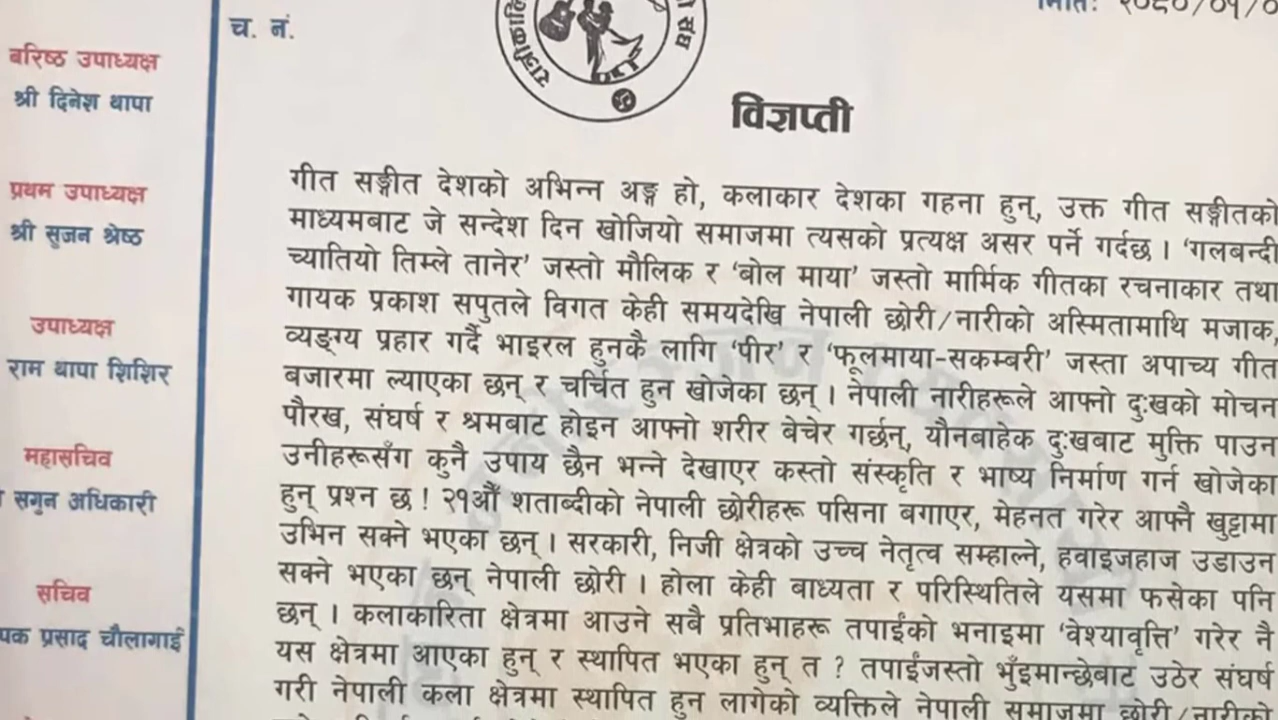 मिति: २०८०/०१/०
च. नं.
बरिष्ठ उपाध्यक्ष
श्री दिनेश थापा
प्रथम उपाध्यक्ष
श्री सुजन श्रेष्ठ
उपाध्यक्ष
राम थापा शिशिर
महासचिव
सगुन अधिकारी
सचिव
पक प्रसाद चौलागाईं
विज्ञप्ती
गीत सङ्गीत देशको अभिन्न अङ्ग हो, कलाकार देशका गहना हुन्, उक्त गीत सङ्गीतको
माध्यमबाट जे सन्देश दिन खोजियो समाजमा त्यसको प्रत्यक्ष असर पर्ने गर्दछ । ‘गलबन्दी
च्यातियो तिम्ले तानेर’ जस्तो मौलिक र ‘बोल माया’ जस्तो मार्मिक गीतका रचनाकार तथा
गायक प्रकाश सपुतले विगत केही समयदेखि नेपाली छोरी/नारीको अस्मितामाथि मजाक,
व्यङ्ग्य प्रहार गर्दै भाइरल हुनकै लागि ‘पीर’ र ‘फूलमाया-सकम्बरी’ जस्ता अपाच्य गीत
बजारमा ल्याएका छन् र चर्चित हुन खोजेका छन् । नेपाली नारीहरूले आफ्नो दुःखको मोचन
पौरख, संघर्ष र श्रमबाट होइन आफ्नो शरीर बेचेर गर्छन्, यौनबाहेक दुःखबाट मुक्ति पाउन
उनीहरूसँग कुनै उपाय छैन भन्ने देखाएर कस्तो संस्कृति र भाष्य निर्माण गर्न खोजेका
हुन् प्रश्न छ ! २१औँ शताब्दीको नेपाली छोरीहरू पसिना बगाएर, मेहनत गरेर आफ्नै खुट्टामा
उभिन सक्ने भएका छन् । सरकारी, निजी क्षेत्रको उच्च नेतृत्व सम्हाल्ने, हवाइजहाज उडाउन
सक्ने भएका छन् नेपाली छोरी । होला केही बाध्यता र परिस्थितिले यसमा फसेका पनि
छन् । कलाकारिता क्षेत्रमा आउने सबै प्रतिभाहरू तपाईंको भनाइमा ‘वेश्यावृत्ति’ गरेर नै
यस क्षेत्रमा आएका हुन् र स्थापित भएका हुन् त ? तपाईंजस्तो भुँइमान्छेबाट उठेर संघर्ष
गरी नेपाली कला क्षेत्रमा स्थापित हुन लागेको व्यक्तिले नेपाली समाजमा छोरी/नारीको